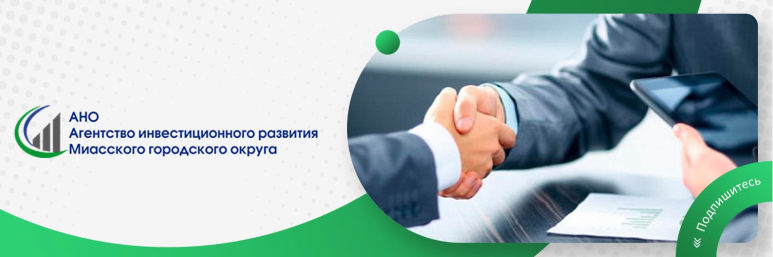 АНО
Агентство инвестиционного развития
Миасского городского округа
Подпишитесь